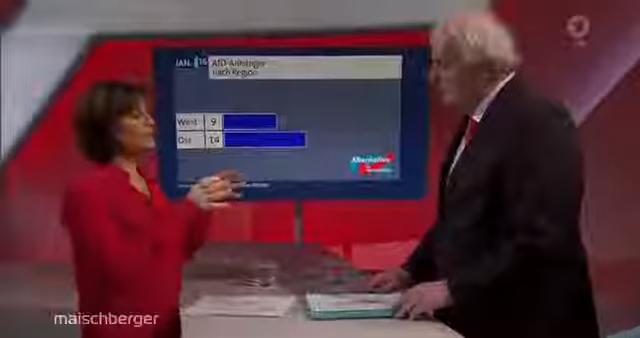 JAN. 16
AfD-Anhänger
nach Region
West 9
Ost 14
Alternative
maischberger